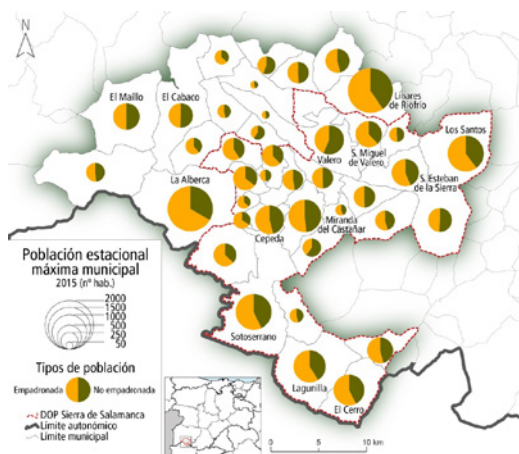 N
El Maíllo
El Cabaco
Linares
de Riofrío
Los Santos
Valero
S. Miguel
de Valero
S. Esteban
de la Sierra
La Alberca
Miranda
del Castañar
Cepeda
Sotoserrano
Lagunilla
El Cerro
Población estacional
máxima municipal
2015 (nº hab.)
2000
1500
1000
500
250
50
Tipos de población
Empadronada
No empadronada
DOP Sierra de Salamanca
Límite autonómico
Límite municipal
0 5 10 km